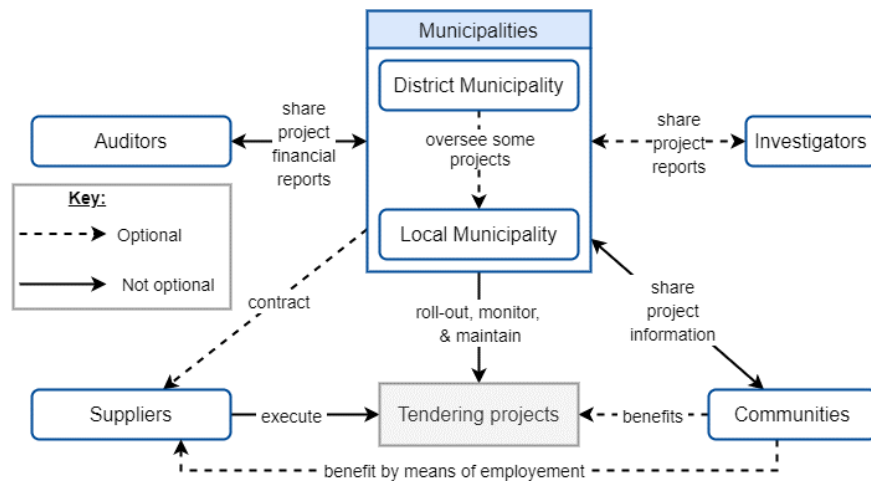 Municipalities
District Municipality
oversee some
projects
Local Municipality
Auditors
share
project
financial
reports
share
project
reports
Investigators
Key:
Optional
Not optional
contract
roll-out, monitor,
& maintain
share
project
information
Suppliers
execute
Tendering projects
benefits
Communities
benefit by means of employement